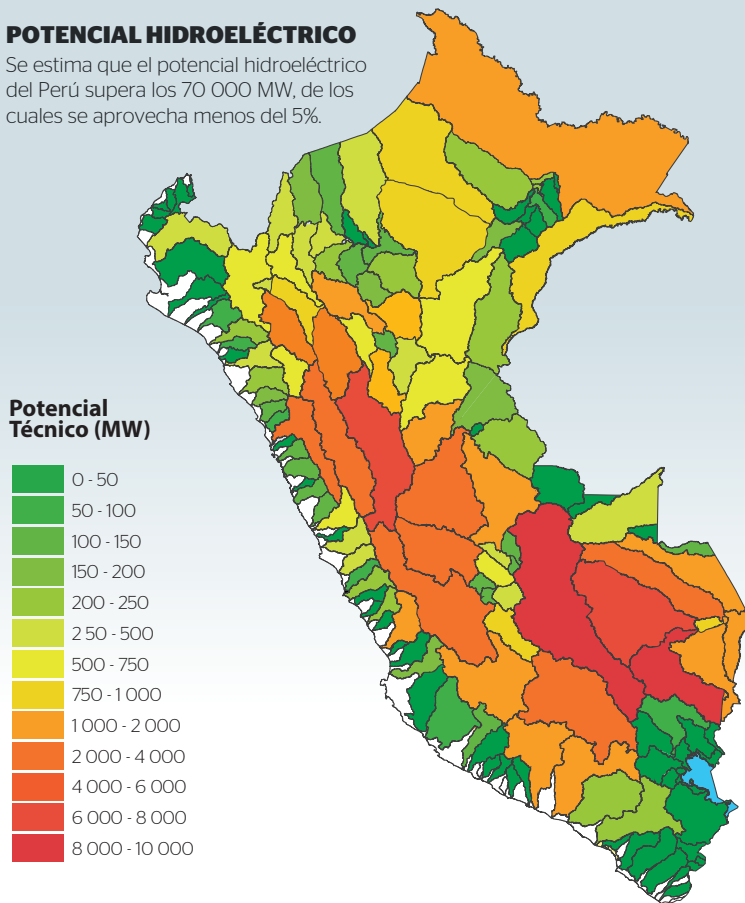 POTENCIAL HIDROELÉCTRICO
Se estima que el potencial hidroeléctrico
del Perú supera los 70 000 MW, de los
cuales se aprovecha menos del 5%.
Potencial
Técnico (MW)
0 - 50
50 - 100
100 - 150
150 - 200
200 - 250
250 - 500
500 - 750
750 - 1 000
1 000 - 2 000
2 000 - 4 000
4 000 - 6 000
6 000 - 8 000
8 000 - 10 000